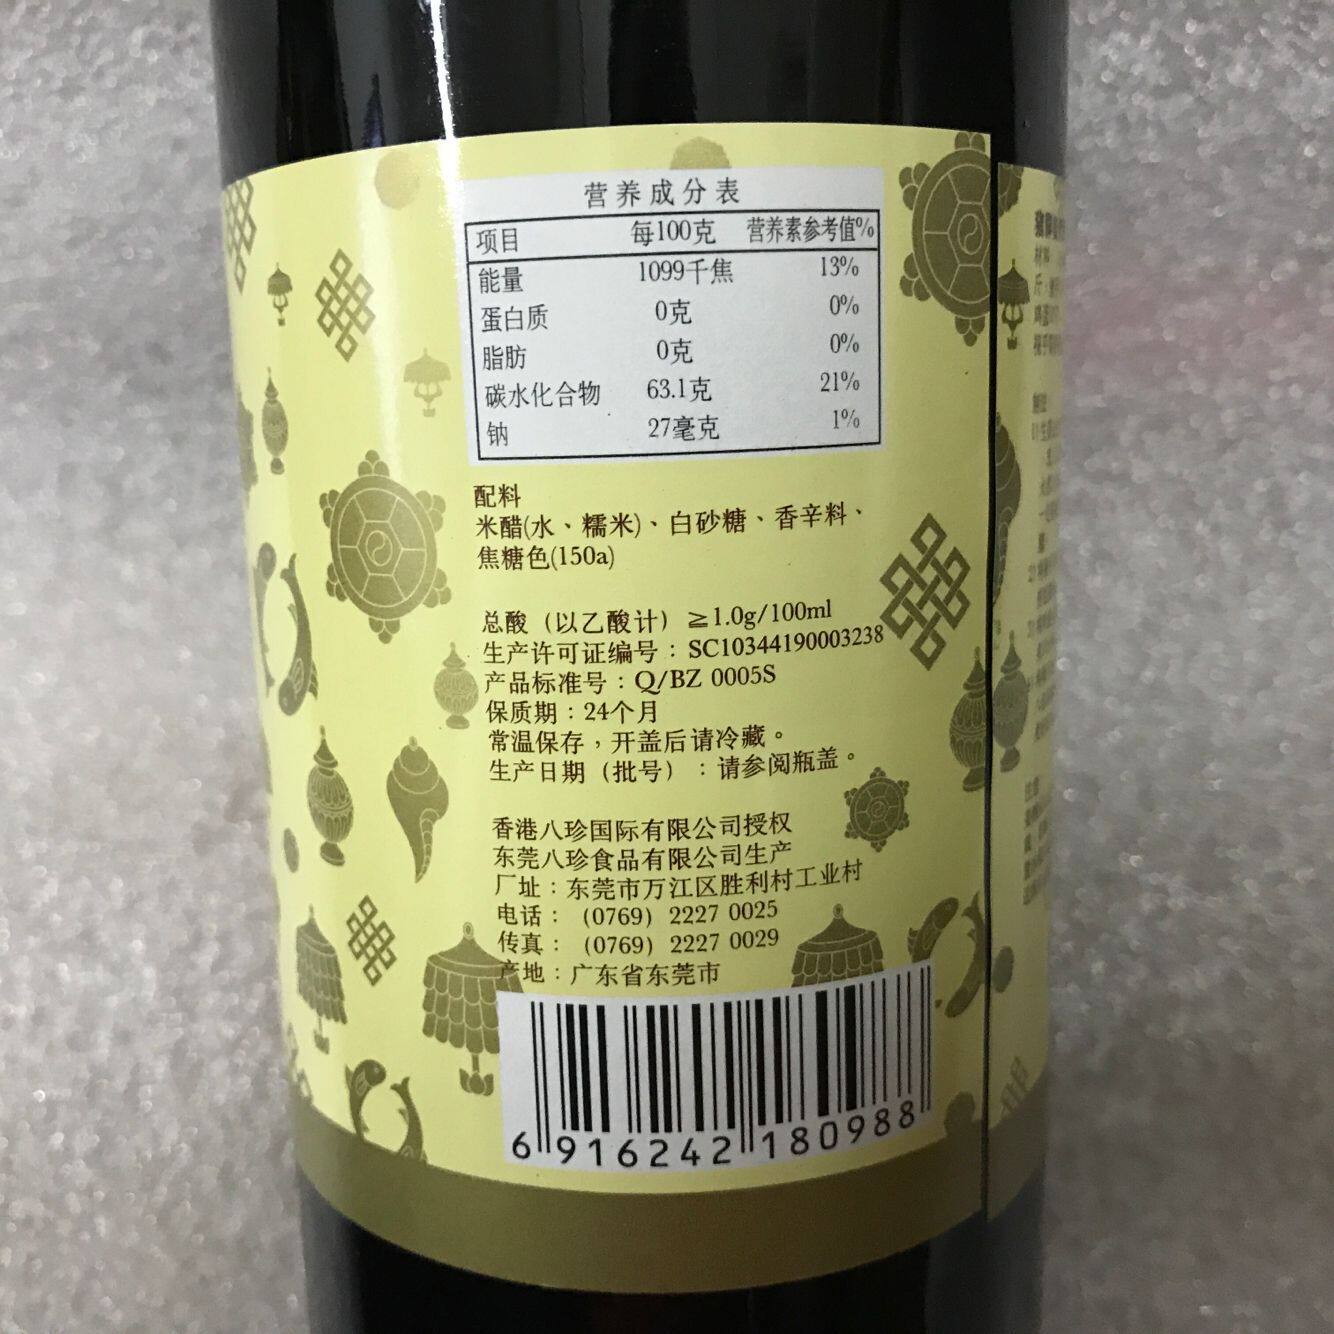 营养成分表
项目 每100克 营养素参考值%
能量 1099千焦 13%
蛋白质 0克 0%
脂肪 0克 0%
碳水化合物 63.1克 21%
钠 27毫克 1%
配料
米醋(水、糯米)、白砂糖、香辛料、
焦糖色(150a)
总酸（以乙酸计）≧1.0g/100ml
生产许可证编号：SC10344190003238
产品标准号：Q/BZ 0005S
保质期：24个月
常温保存，开盖后请冷藏。
生产日期（批号）：请参阅瓶盖。
香港八珍国际有限公司授权
东莞八珍食品有限公司生产
厂址：东莞市万江区胜利村工业村
电话：（0769）2227 0025
传真：（0769）2227 0029
产地：广东省东莞市
6 916242 180988